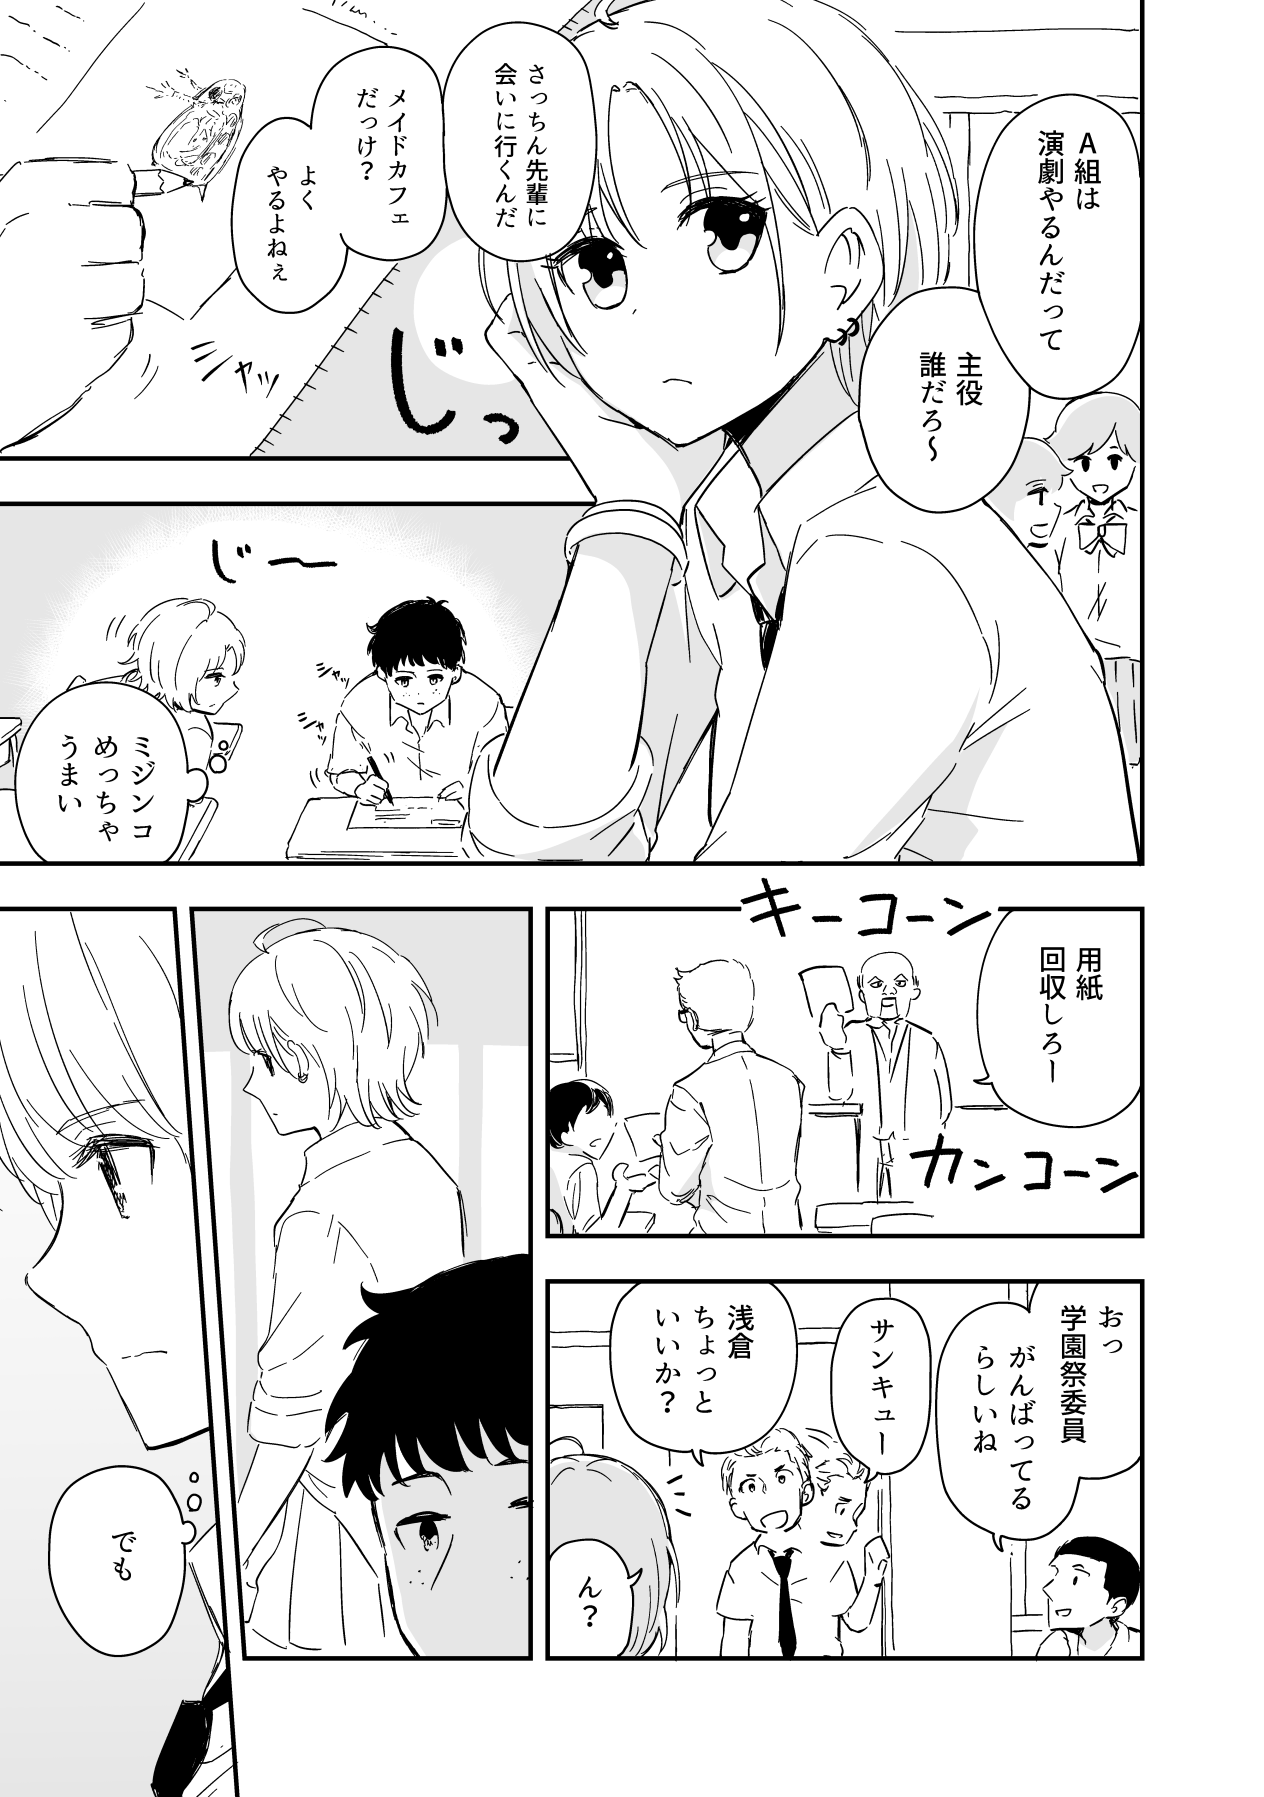 A組は
演劇やるんだって
主役
誰だろ〜
さっちん先輩に
会いに行くんだ
メイドカフェ
だっけ？
よく
やるよねぇ
じっ
シャッ
じー
シャッ
シャッ
ミジンコ
めっちゃ
うまい
キーコーン
用紙
回収しろー
カンコーン
おっ
学園祭委員
がんばってる
らしいね
サンキュー
浅倉
ちょっと
いいか？
ん？
でも